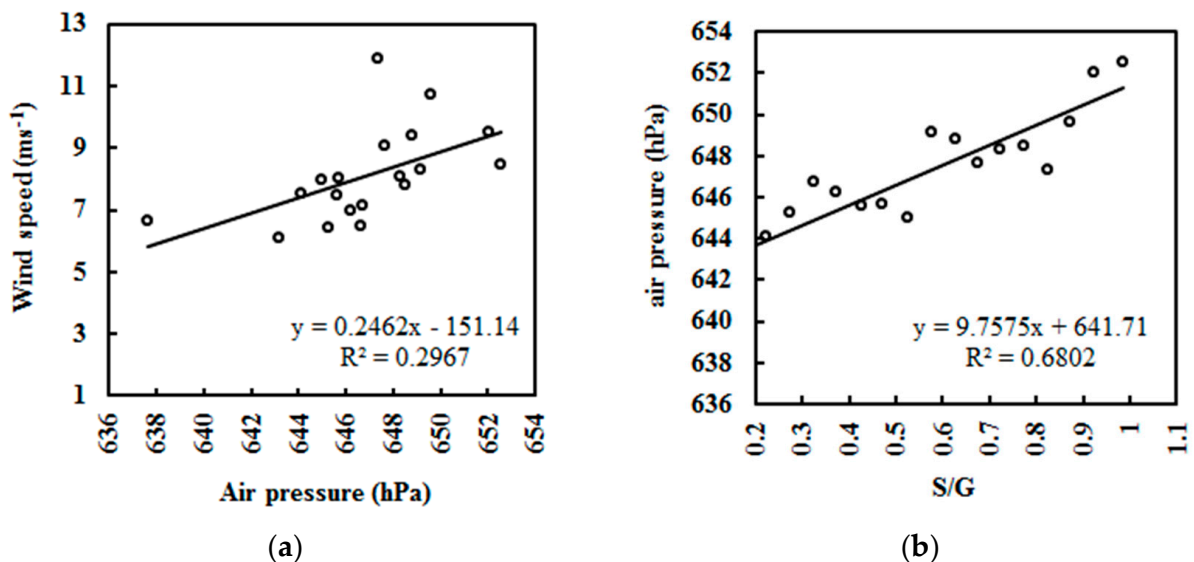 13
11
9
7
5
3
1
Wind speed (ms⁻¹)
y = 0.2462x - 151.14
R² = 0.2967
636 638 640 642 644 646 648 650 652 654
Air pressure (hPa)
(a)
654
652
650
648
646
644
642
640
638
636
air pressure (hPa)
y = 9.7575x + 641.71
R² = 0.6802
0.2 0.3 0.4 0.5 0.6 0.7 0.8 0.9 1 1.1
S/G
(b)